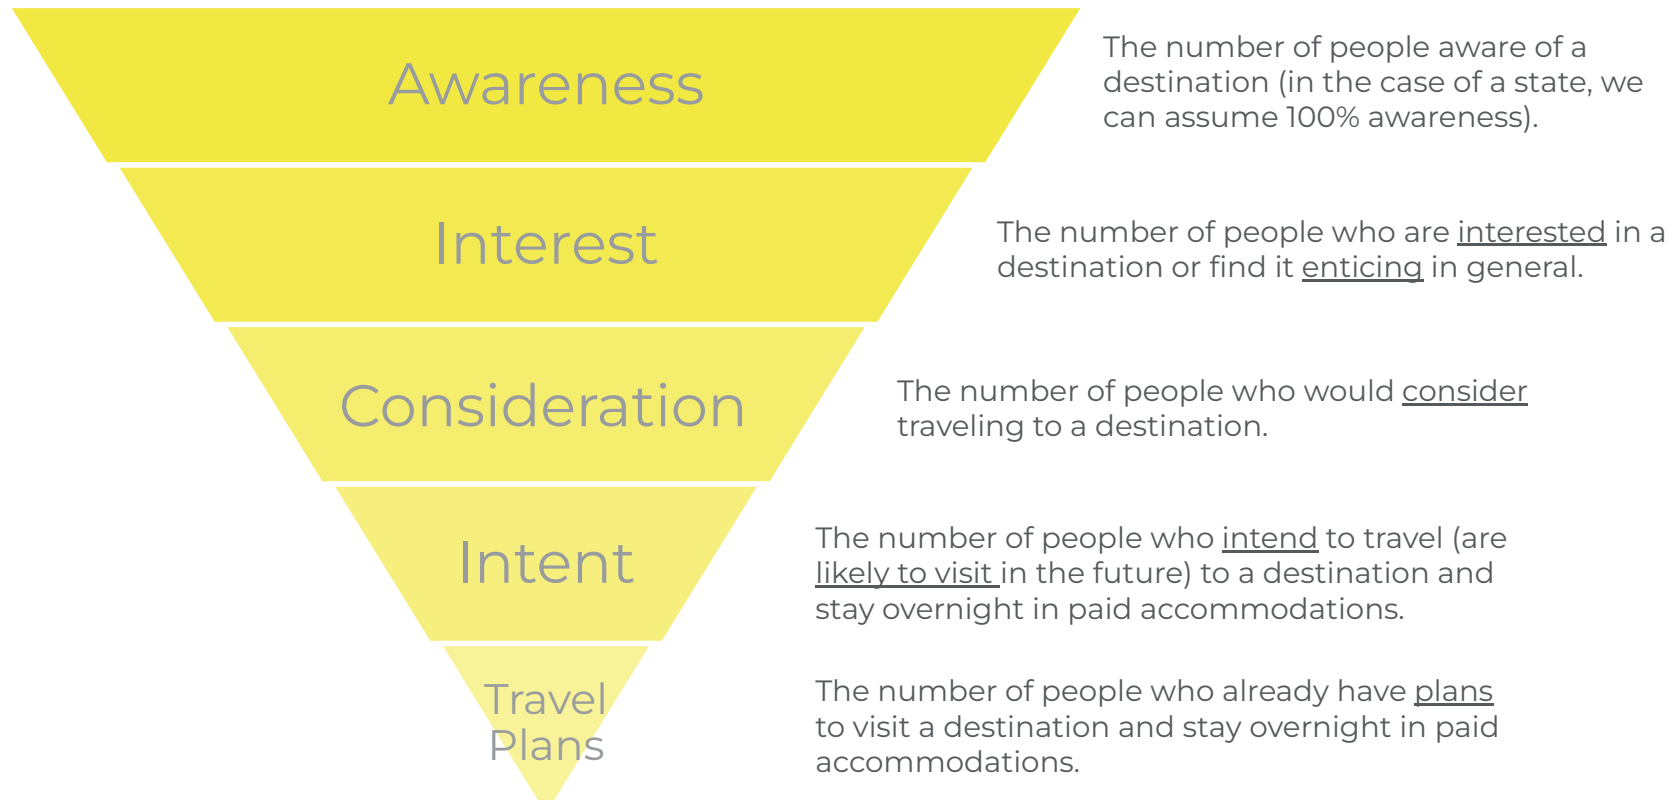 Awareness
The number of people aware of a
destination (in the case of a state, we
can assume 100% awareness).
Interest
The number of people who are interested in a
destination or find it enticing in general.
Consideration
The number of people who would consider
traveling to a destination.
Intent
The number of people who intend to travel (are
likely to visit in the future) to a destination and
stay overnight in paid accommodations.
Travel
Plans
The number of people who already have plans
to visit a destination and stay overnight in paid
accommodations.